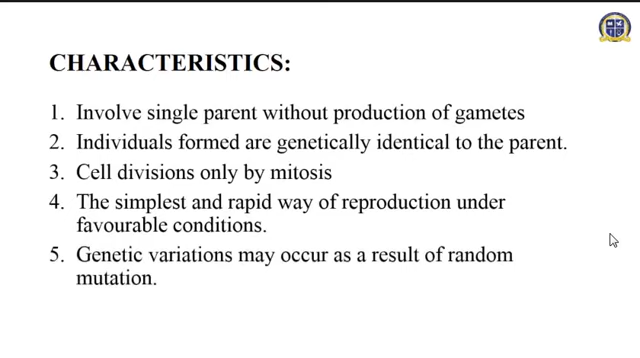 CHARACTERISTICS:
1. Involve single parent without production of gametes
2. Individuals formed are genetically identical to the parent.
3. Cell divisions only by mitosis
4. The simplest and rapid way of reproduction under
favourable conditions.
5. Genetic variations may occur as a result of random
mutation.